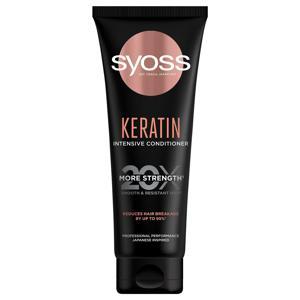 syoss
KERATIN
INTENSIVE CONDITIONER
20X
MORE STRENGTH
SMOOTH & RESISTANT
REDUCES HAIR BREAKAGE
BY UP TO 90%
PROFESSIONAL PERFORMANCE
JAPANESE INSPIRED